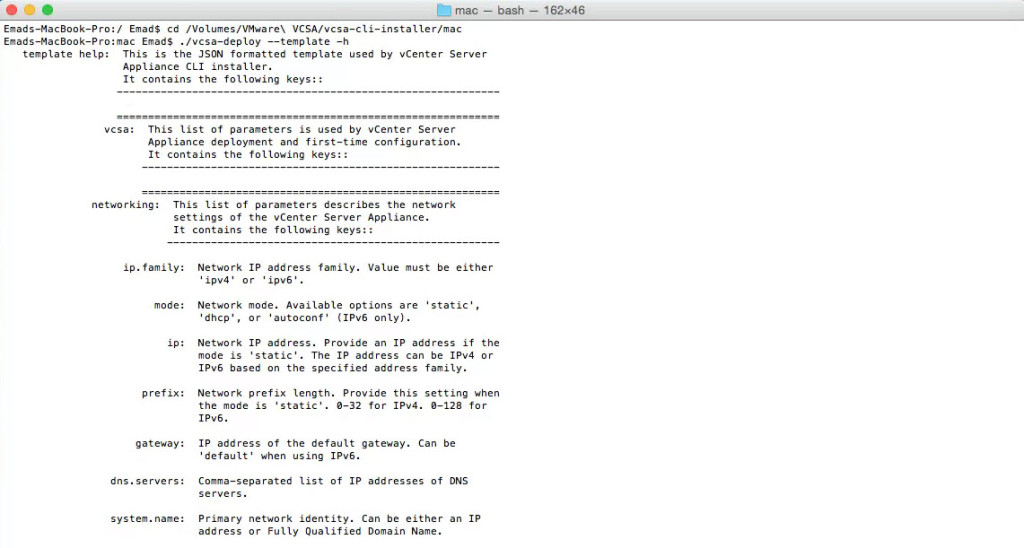 mac — bash — 162×46
Emads-MacBook-Pro:/ Emad$ cd /Volumes/VMware\ VCSA/vcsa-cli-installer/mac
Emads-MacBook-Pro:mac Emad$ ./vcsa-deploy --template -h
template help: This is the JSON formatted template used by vCenter Server
Appliance CLI installer.
It contains the following keys::
------------------------------------------------------------
============================================================
vcsa: This list of parameters is used by vCenter Server
Appliance deployment and first-time configuration.
It contains the following keys::
--------------------------------------------------------
========================================================
networking: This list of parameters describes the network
settings of the vCenter Server Appliance.
It contains the following keys::
----------------------------------------------------
ip.family: Network IP address family. Value must be either
'ipv4' or 'ipv6'.
mode: Network mode. Available options are 'static',
'dhcp', or 'autoconf' (IPv6 only).
ip: Network IP address. Provide an IP address if the
mode is 'static'. The IP address can be IPv4 or
IPv6 based on the specified address family.
prefix: Network prefix length. Provide this setting when
the mode is 'static'. 0-32 for IPv4. 0-128 for
IPv6.
gateway: IP address of the default gateway. Can be
'default' when using IPv6.
dns.servers: Comma-separated list of IP addresses of DNS
servers.
system.name: Primary network identity. Can be either an IP
address or Fully Qualified Domain Name.